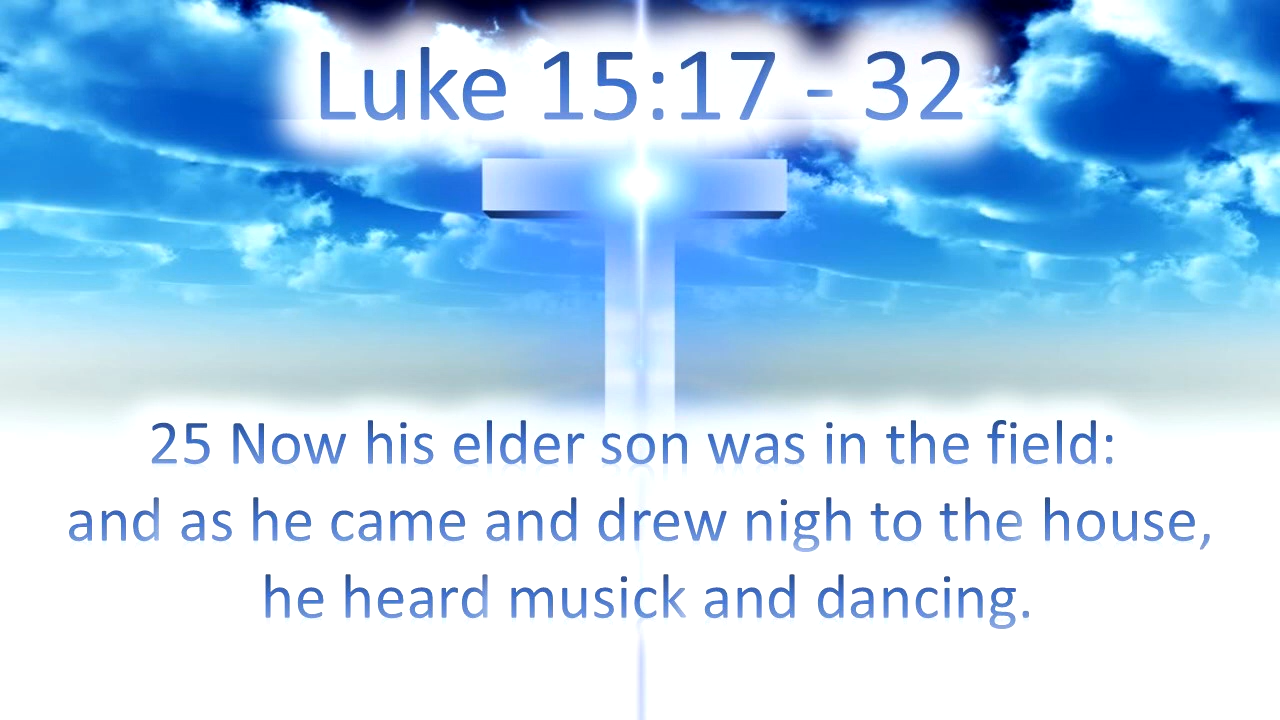 Luke 15:17 - 32
25 Now his elder son was in the field:
and as he came and drew nigh to the house,
he heard musick and dancing.